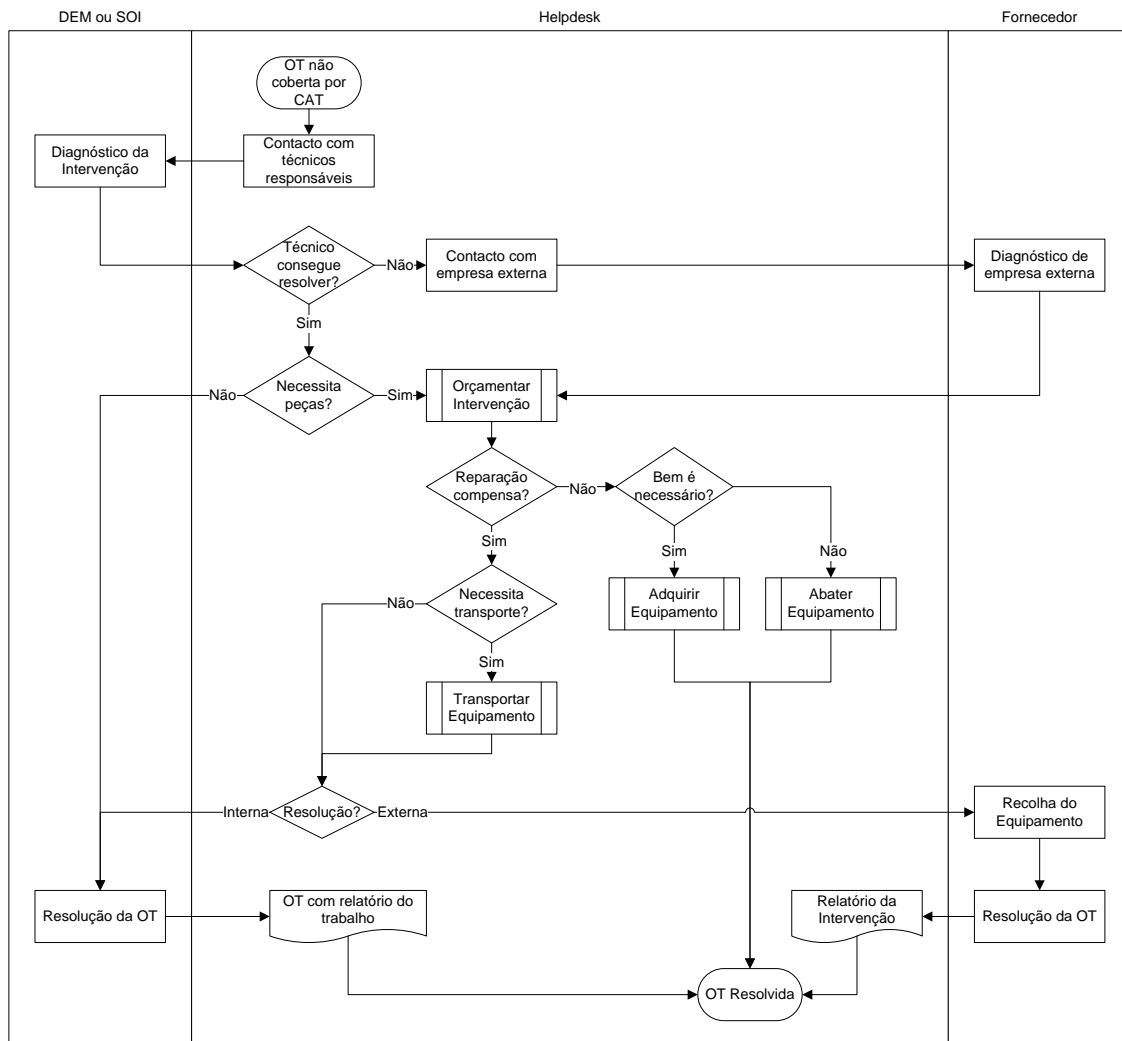 DEM ou SOI
Helpdesk
Fornecedor
OT não
coberta por
CAT
Diagnóstico da
Intervenção
Contacto com
técnicos
responsáveis
Técnico
consegue
resolver?
Não
Contacto com
empresa externa
Diagnóstico de
empresa externa
Sim
Não
Necessita
peças?
Sim
Orçamentar
Intervenção
Reparação
compensa?
Não
Bem é
necessário?
Sim
Sim
Não
Não
Necessita
transporte?
Adquirir
Equipamento
Abater
Equipamento
Sim
Transportar
Equipamento
Interna
Resolução?
Externa
Recolha do
Equipamento
Resolução da OT
OT com relatório do
trabalho
Relatório da
Intervenção
Resolução da OT
OT Resolvida